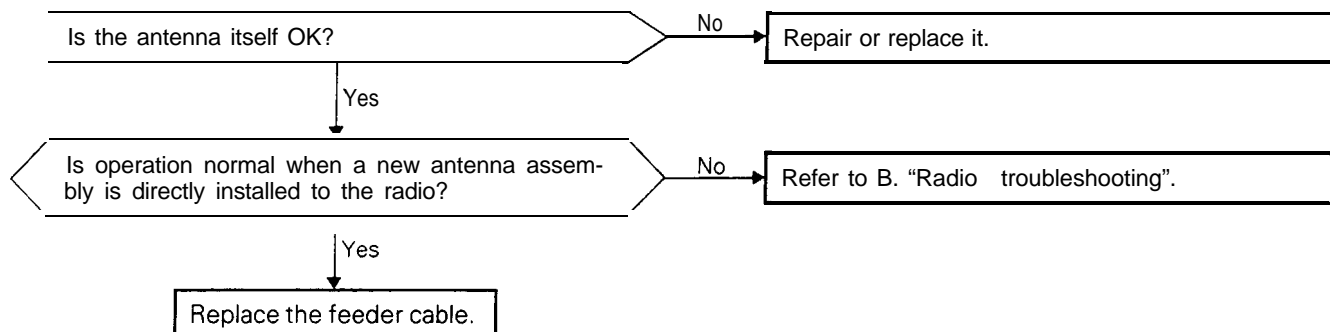 Is the antenna itself OK?
No
Repair or replace it.
Yes
Is operation normal when a new antenna assem-
bly is directly installed to the radio?
No
Refer to B. “Radio troubleshooting”.
Yes
Replace the feeder cable.